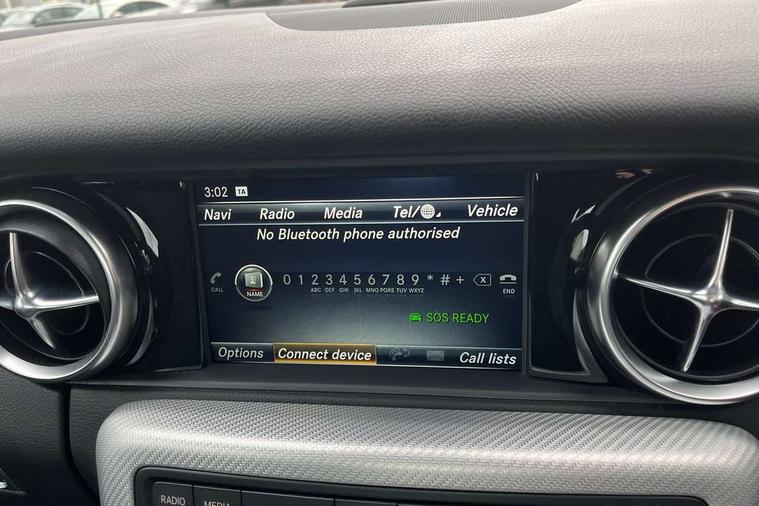 3:02 TA
Navi Radio Media Tel/ Vehicle
No Bluetooth phone authorised
0 1 2 3 4 5 6 7 8 9 * # +
CALL NAME ABC DEF GHI JKL MNO PQRS TUV WXYZ END
SOS READY
Options Connect device Call lists
RADIO MEDIA